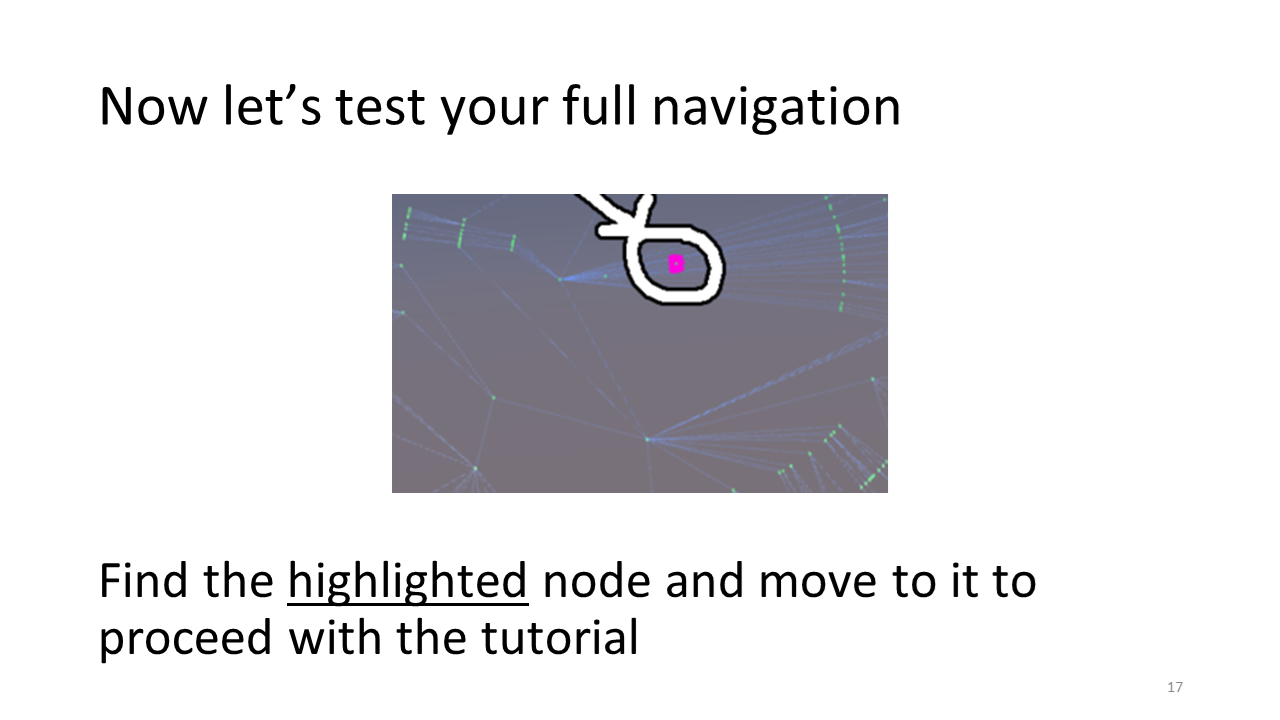 Now let’s test your full navigation
Find the highlighted node and move to it to
proceed with the tutorial
17